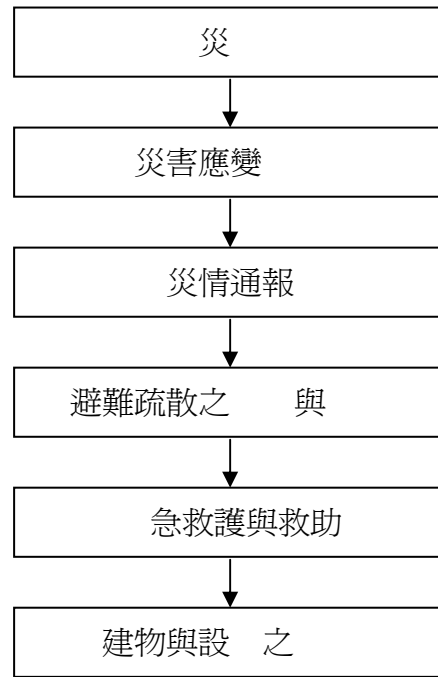 災
災害應變
災情通報
避難疏散之 與
急救護與救助
建物與設 之